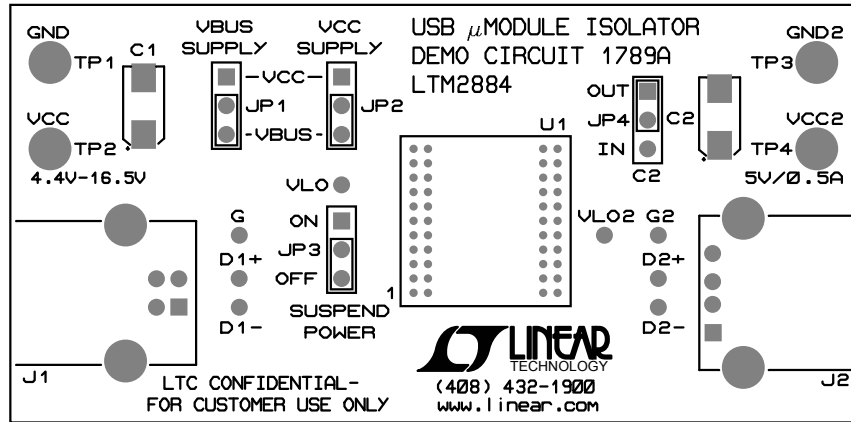 GND
TP1
C1
VBUS
SUPPLY
VCC
SUPPLY
USB µMODULE ISOLATOR
DEMO CIRCUIT 1789A
LTM2884
GND2
TP3
-VCC-
JP1
JP2
-VBUS-
VCC
TP2
4.4V-16.5V
U1
OUT
JP4
IN
C2
C2
VCC2
TP4
5V/0.5A
VLO
ON
JP3
OFF
SUSPEND
POWER
G
D1+
D1-
1
VLO2
G2
D2+
D2-
J1
J2
LTC CONFIDENTIAL-
FOR CUSTOMER USE ONLY
LT LINEAR
TECHNOLOGY
(408) 432-1900
www.linear.com